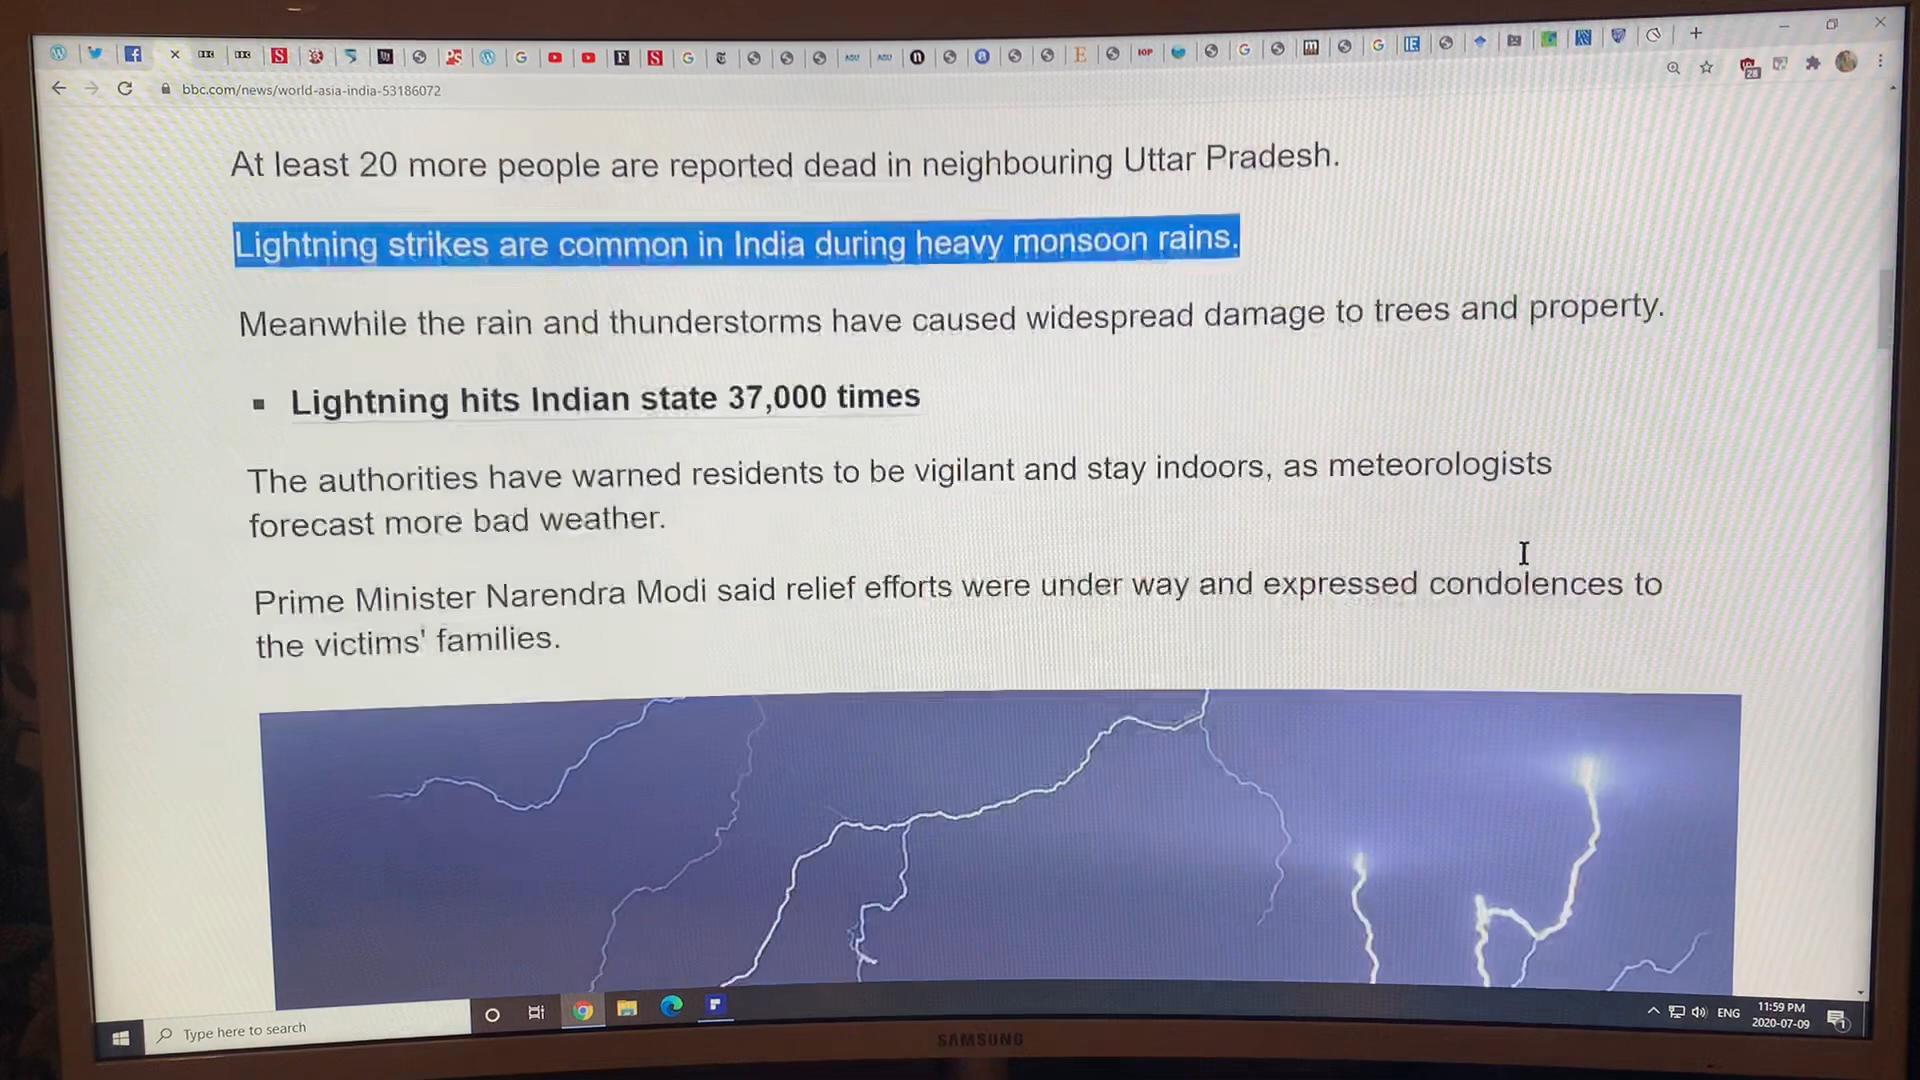 bbc.com/news/world-asia-india-53186072
At least 20 more people are reported dead in neighbouring Uttar Pradesh.
Lightning strikes are common in India during heavy monsoon rains.
Meanwhile the rain and thunderstorms have caused widespread damage to trees and property.
Lightning hits Indian state 37,000 times
The authorities have warned residents to be vigilant and stay indoors, as meteorologists
forecast more bad weather.
Prime Minister Narendra Modi said relief efforts were under way and expressed condolences to
the victims' families.
Type here to search
ENG
11:59 PM
2020-07-09
SAMSUNG